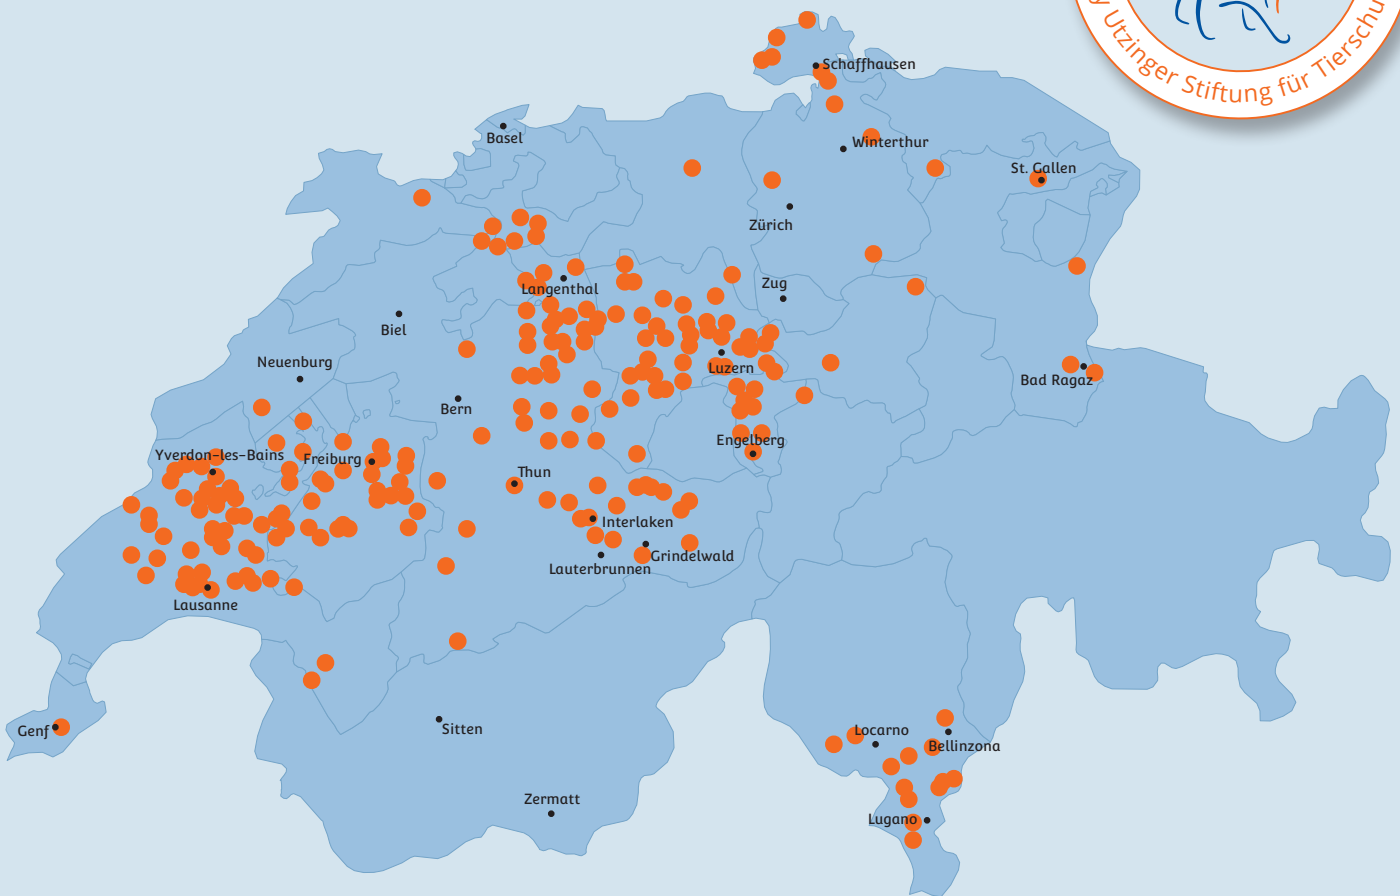 Utzinger Stiftung für
Schaffhausen
Basel
Winterthur
St. Gallen
Zürich
Langenthal
Zug
Biel
Neuenburg
Luzern
Bad Ragaz
Bern
Engelberg
Yverdon-les-Bains
Freiburg
Thun
Interlaken
Grindelwald
Lauterbrunnen
Lausanne
Genf
Sitten
Locarno
Bellinzona
Zermatt
Lugano